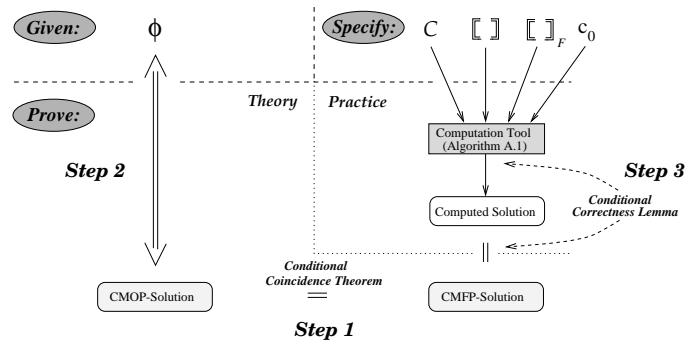 Given:
ϕ
Specify:
C
⟦ ⟧
⟦ ⟧F
c0
Theory
Practice
Prove:
Computation Tool
(Algorithm A.1)
Step 2
Step 3
Conditional
Correctness Lemma
Computed Solution
Conditional
Coincidence Theorem
=
||
CMOP-Solution
CMFP-Solution
Step 1